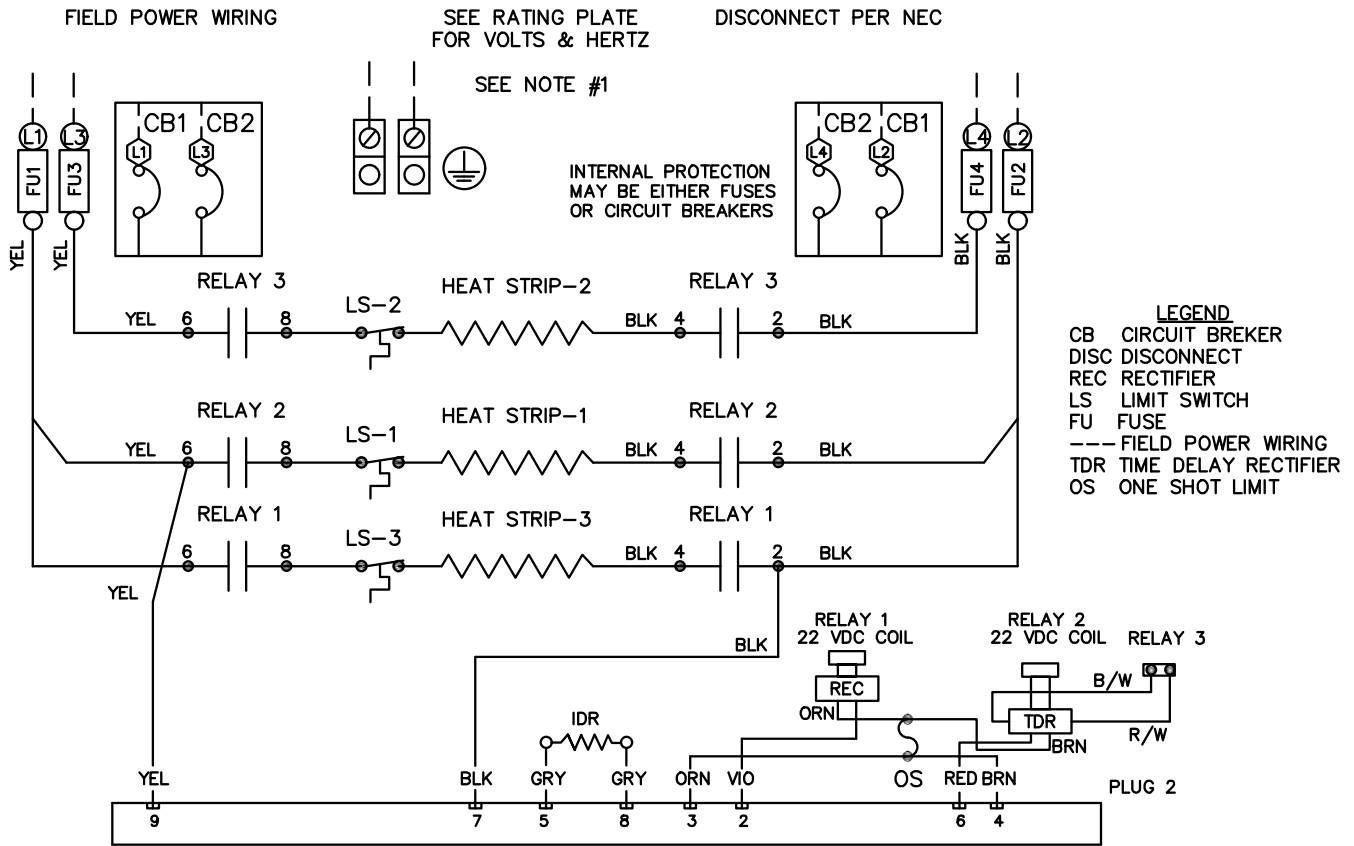 FIELD POWER WIRING
SEE RATING PLATE
FOR VOLTS & HERTZ
DISCONNECT PER NEC
SEE NOTE #1
L1
L3
FU1
FU3
YEL
YEL
CB1
CB2
L1
L3
INTERNAL PROTECTION
MAY BE EITHER FUSES
OR CIRCUIT BREAKERS
CB2
CB1
L4
L2
L4
L2
FU4
FU2
BLK
BLK
RELAY 3
LS-2
HEAT STRIP-2
RELAY 3
YEL
6
8
BLK
4
2
BLK
RELAY 2
LS-1
HEAT STRIP-1
RELAY 2
YEL
6
8
BLK
4
2
BLK
RELAY 1
LS-3
HEAT STRIP-3
RELAY 1
6
8
BLK
4
2
BLK
YEL
BLK
LEGEND
CB CIRCUIT BREKER
DISC DISCONNECT
REC RECTIFIER
LS LIMIT SWITCH
FU FUSE
--- FIELD POWER WIRING
TDR TIME DELAY RECTIFIER
OS ONE SHOT LIMIT
RELAY 1
22 VDC COIL
REC
ORN
RELAY 2
22 VDC COIL
RELAY 3
B/W
TDR
R/W
BRN
IDR
YEL
BLK
GRY
GRY
ORN
VIO
OS
RED
BRN
PLUG 2
9
7
5
8
3
2
6
4